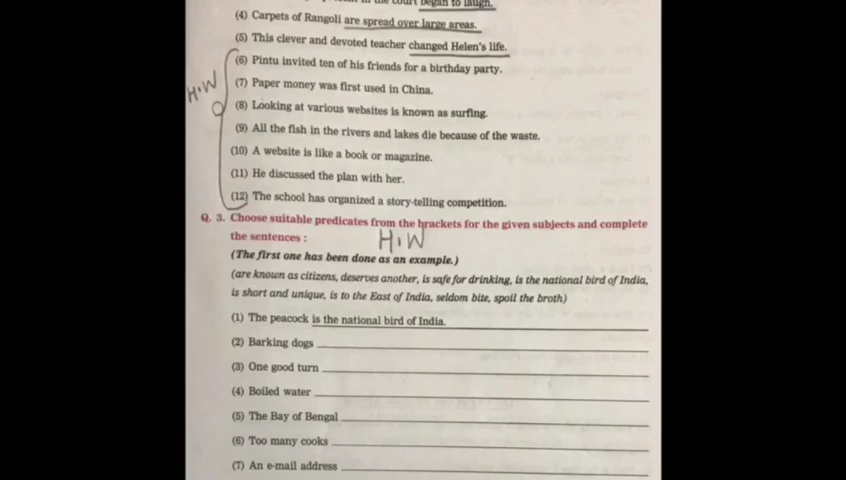 in the court began to laugh.
(4) Carpets of Rangoli are spread over large areas.
(5) This clever and devoted teacher changed Helen's life.
(6) Pintu invited ten of his friends for a birthday party.
H.W
(7) Paper money was first used in China.
(8) Looking at various websites is known as surfing.
(9) All the fish in the rivers and lakes die because of the waste.
(10) A website is like a book or magazine.
(11) He discussed the plan with her.
(12) The school has organized a story-telling competition.
Q. 3. Choose suitable predicates from the brackets for the given subjects and complete
the sentences :
H.W
(The first one has been done as an example.)
(are known as citizens, deserves another, is safe for drinking, is the national bird of India,
is short and unique, is to the East of India, seldom bite, spoil the broth)
(1) The peacock is the national bird of India.
(2) Barking dogs
(3) One good turn
(4) Boiled water
(5) The Bay of Bengal
(6) Too many cooks
(7) An e-mail address